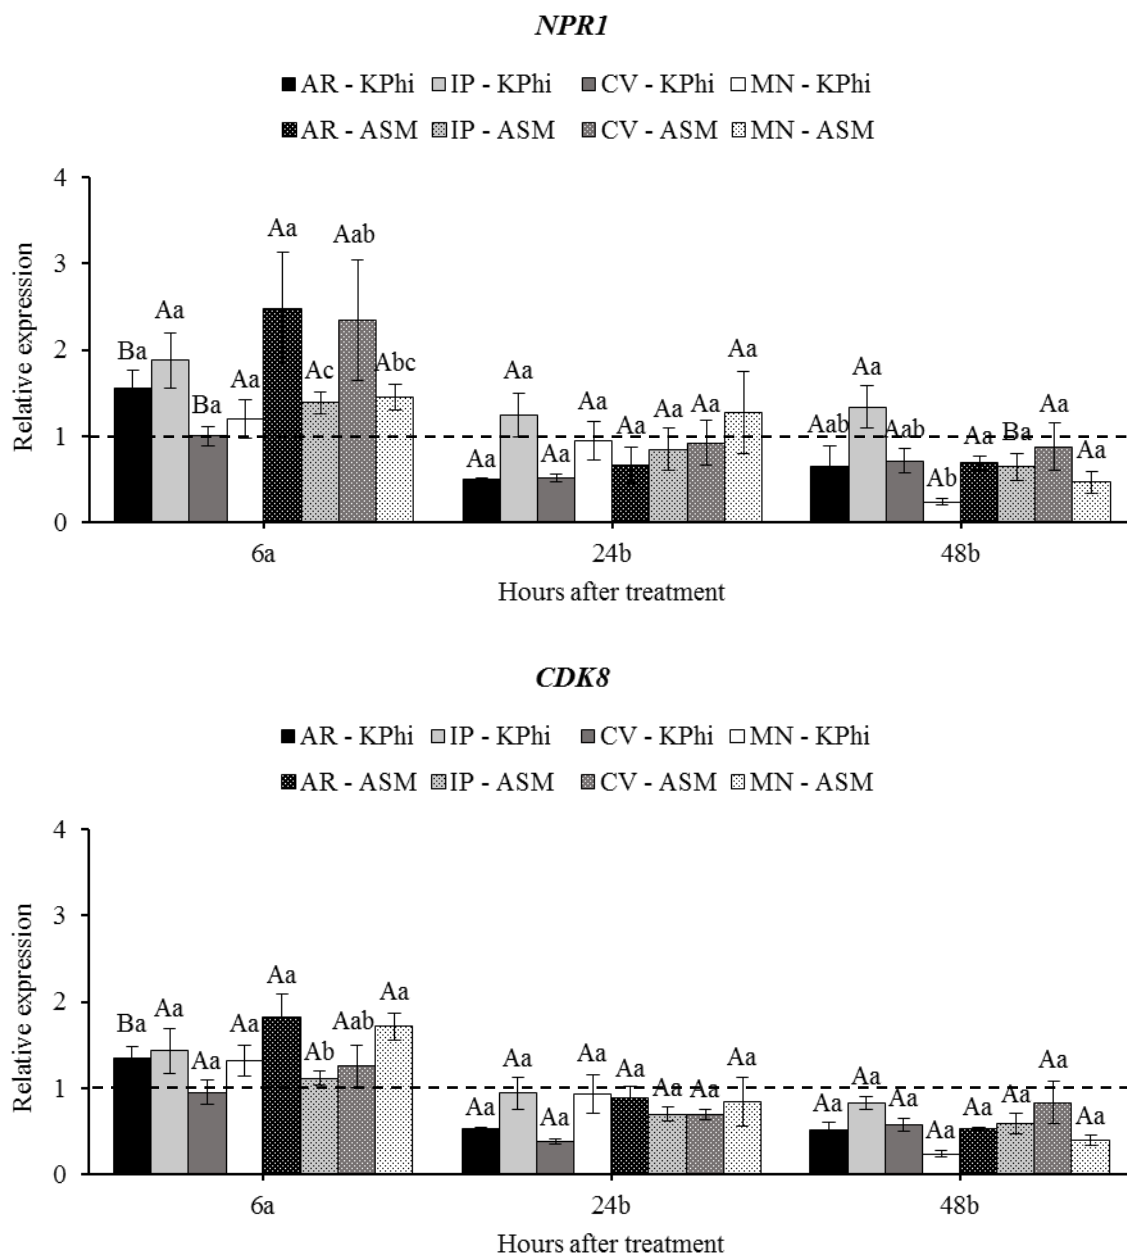 NPR1
AR - KPhi IP - KPhi CV - KPhi MN - KPhi
AR - ASM IP - ASM CV - ASM MN - ASM
4
3
2
1
0
Relative expression
Ba Aa Ba Aa Aa Ac Aab Abc
Aa Aa Aa Aa Aa Aa Aa Aa
Aab Aa Aab Ab Aa Ba Aa Aa
6a 24b 48b
Hours after treatment
CDK8
AR - KPhi IP - KPhi CV - KPhi MN - KPhi
AR - ASM IP - ASM CV - ASM MN - ASM
4
3
2
1
0
Relative expression
Ba Aa Aa Aa Aa Ab Aab Aa
Aa Aa Aa Aa Aa Aa Aa Aa
Aa Aa Aa Aa Aa Aa Aa Aa
6a 24b 48b
Hours after treatment